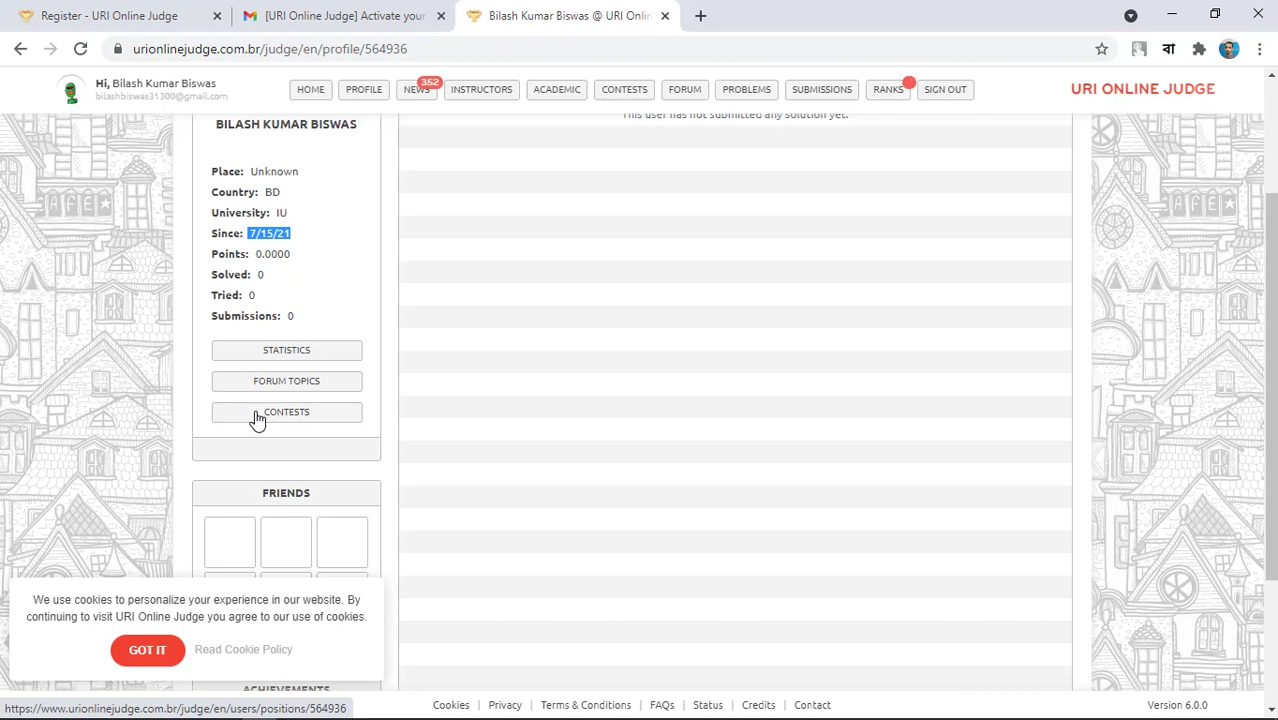 Register - URI Online Judge
[URI Online Judge] Activate your
Bilash Kumar Biswas @ URI Onlin
urionlinejudge.com.br/judge/en/profile/564936
বা
Hi, Bilash Kumar Biswas
bilashbiswas31300@gmail.com
HOME
PROFILE
NEWS
352
INSTRUCTORS
ACADEMIC
CONTESTS
FORUM
PROBLEMS
SUBMISSIONS
RANKS
SIGN OUT
URI ONLINE JUDGE
BILASH KUMAR BISWAS
This user has not submitted any solution yet.
Place: Unknown
Country: BD
University: IU
Since: 7/15/21
Points: 0.0000
Solved: 0
Tried: 0
Submissions: 0
STATISTICS
FORUM TOPICS
CONTESTS
FRIENDS
We use cookies to personalize your experience in our website. By
continuing to visit URI Online Judge you agree to our use of cookies.
GOT IT
Read Cookie Policy
ACHIEVEMENTS
https://www.urionlinejudge.com.br/judge/en/users/positions/564936
Cookies
Privacy
Terms & Conditions
FAQs
Status
Credits
Contact
Version 6.0.0